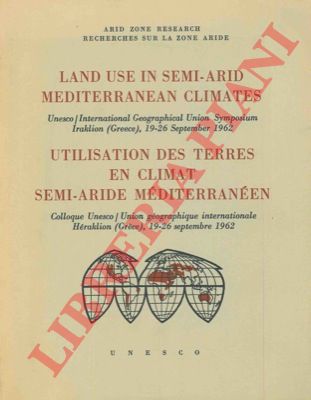 ARID ZONE RESEARCH
RECHERCHES SUR LA ZONE ARIDE
LAND USE IN SEMI-ARID
MEDITERRANEAN CLIMATES
Unesco/International Geographical Union Symposium
Iraklion (Greece), 19-26 September 1962
UTILISATION DES TERRES
EN CLIMAT
SEMI-ARIDE MÉDITERRANÉEN
Colloque Unesco/Union géographique internationale
Héraklion (Grèce), 19-26 septembre 1962
UNESCO
LIBRERIA PIANI